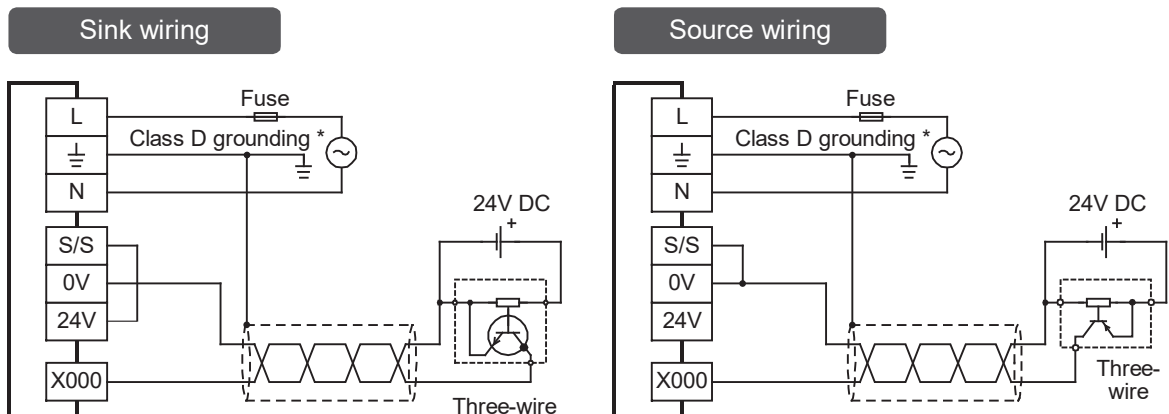 Sink wiring
L
Fuse
Class D grounding *
N
24V DC
+
S/S
0V
24V
X000
Three-wire
Source wiring
L
Fuse
Class D grounding *
N
24V DC
+
S/S
0V
24V
X000
Three-
wire